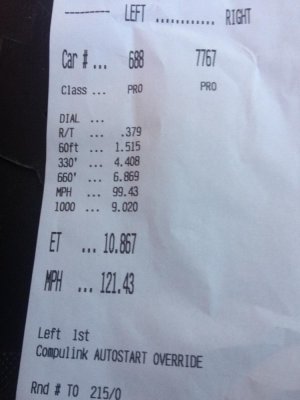 --------- LEFT ............ RIGHT
Car # ... 688 7767
Class ... PRO PRO
DIAL ...
R/T ... .379
60ft ... 1.515
330' ... 4.408
660' ... 6.869
MPH ... 99.43
1000 ... 9.020
ET ... 10.867
MPH ... 121.43
Left 1st
Compulink AUTOSTART OVERRIDE
Rnd # TO 215/0